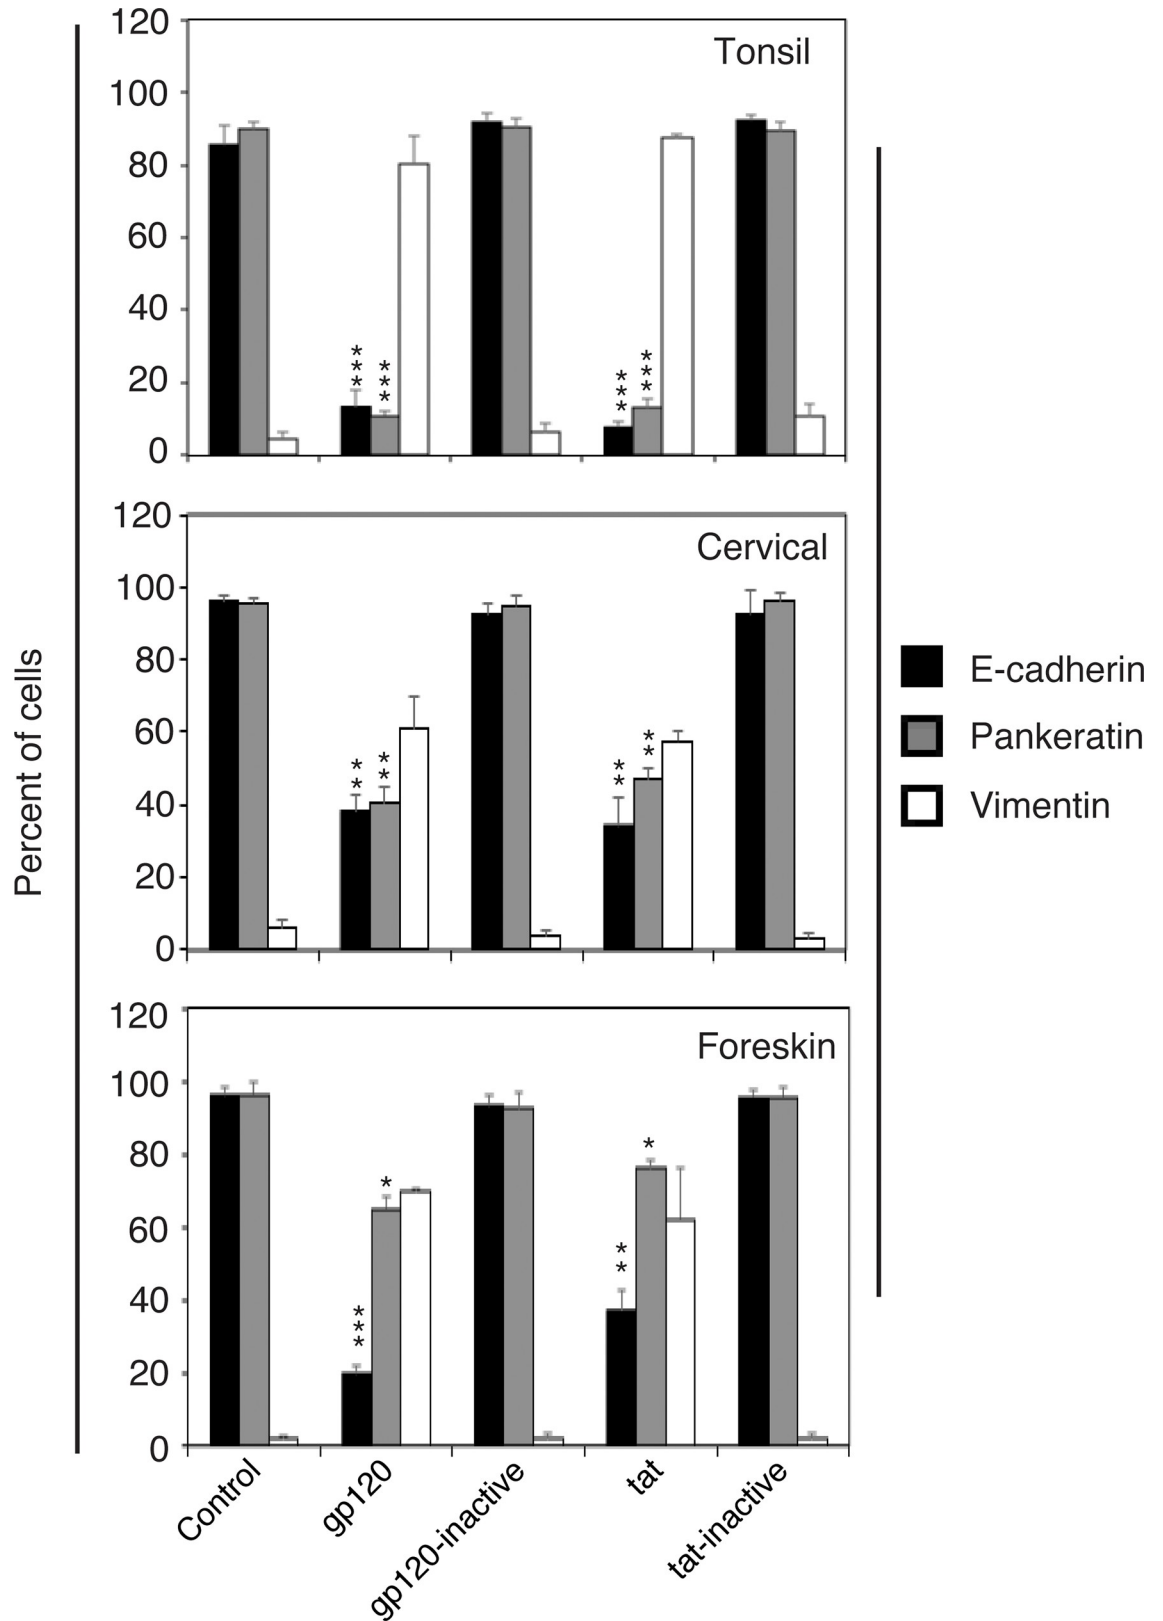 120
Tonsil
100
80
60
40
20
0
***
***
***
***
120
Cervical
100
80
60
40
20
0
**
**
**
**
120
Foreskin
100
80
60
40
20
0
***
*
**
*
Percent of cells
E-cadherin
Pankeratin
Vimentin
Control
gp120
gp120-inactive
tat
tat-inactive